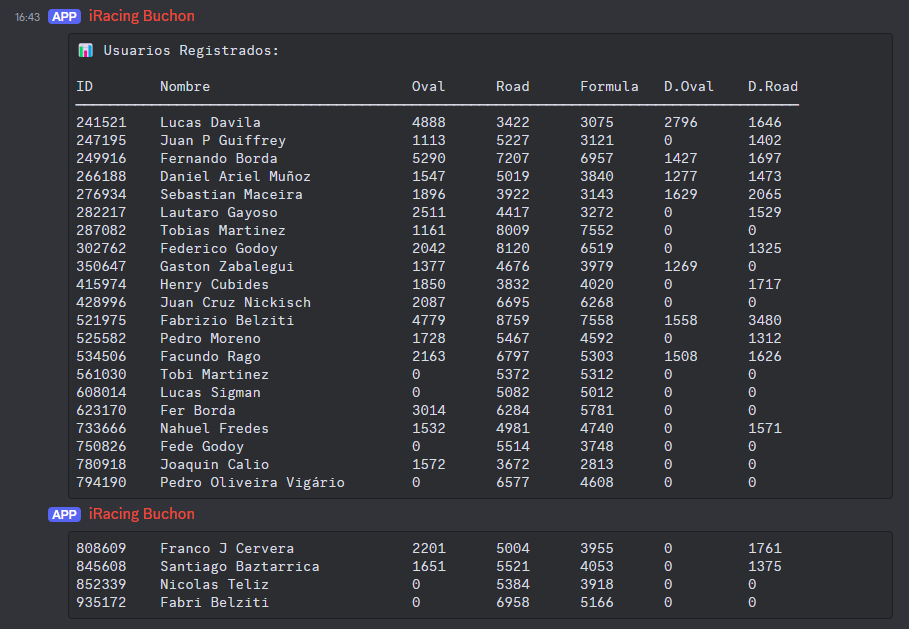 16:43 APP iRacing Buchon
📊 Usuarios Registrados:
ID Nombre Oval Road Formula D.Oval D.Road
241521 Lucas Davila 4888 3422 3075 2796 1646
247195 Juan P Guiffrey 1113 5227 3121 0 1402
249916 Fernando Borda 5290 7207 6957 1427 1697
266188 Daniel Ariel Muñoz 1547 5019 3840 1277 1473
276934 Sebastian Maceira 1896 3922 3143 1629 2065
282217 Lautaro Gayoso 2511 4417 3272 0 1529
287082 Tobias Martinez 1161 8009 7552 0 0
302762 Federico Godoy 2042 8120 6519 0 1325
350647 Gaston Zabalegui 1377 4676 3979 1269 0
415974 Henry Cubides 1850 3832 4020 0 1717
428996 Juan Cruz Nickisch 2087 6695 6268 0 0
521975 Fabrizio Belziti 4779 8759 7558 1558 3480
525582 Pedro Moreno 1728 5467 4592 0 1312
534506 Facundo Rago 2163 6797 5303 1508 1626
561030 Tobi Martinez 0 5372 5312 0 0
608014 Lucas Sigman 0 5082 5012 0 0
623170 Fer Borda 3014 6284 5781 0 0
733666 Nahuel Fredes 1532 4981 4740 0 1571
750826 Fede Godoy 0 5514 3748 0 0
780918 Joaquin Calio 1572 3672 2813 0 0
794190 Pedro Oliveira Vigário 0 6577 4608 0 0
APP iRacing Buchon
808609 Franco J Cervera 2201 5004 3955 0 1761
845608 Santiago Baztarrica 1651 5521 4053 0 1375
852339 Nicolas Teliz 0 5384 3918 0 0
935172 Fabri Belziti 0 6958 5166 0 0